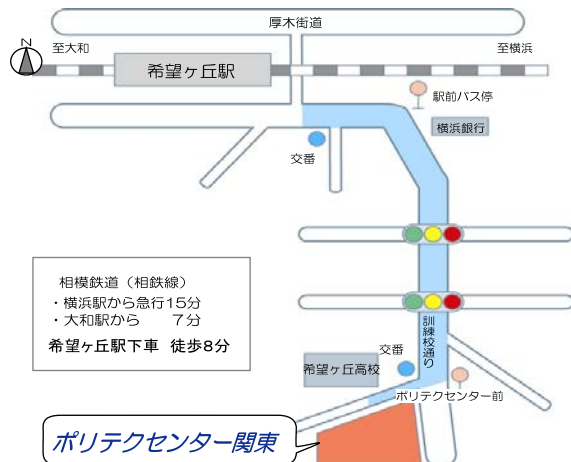 厚木街道
N
至大和
至横浜
希望ヶ丘駅
駅前バス停
横浜銀行
交番
相模鉄道（相鉄線）
・横浜駅から急行15分
・大和駅から　　7分
希望ヶ丘駅下車 徒歩8分
訓練校通り
交番
希望ヶ丘高校
ポリテクセンター前
ポリテクセンター関東